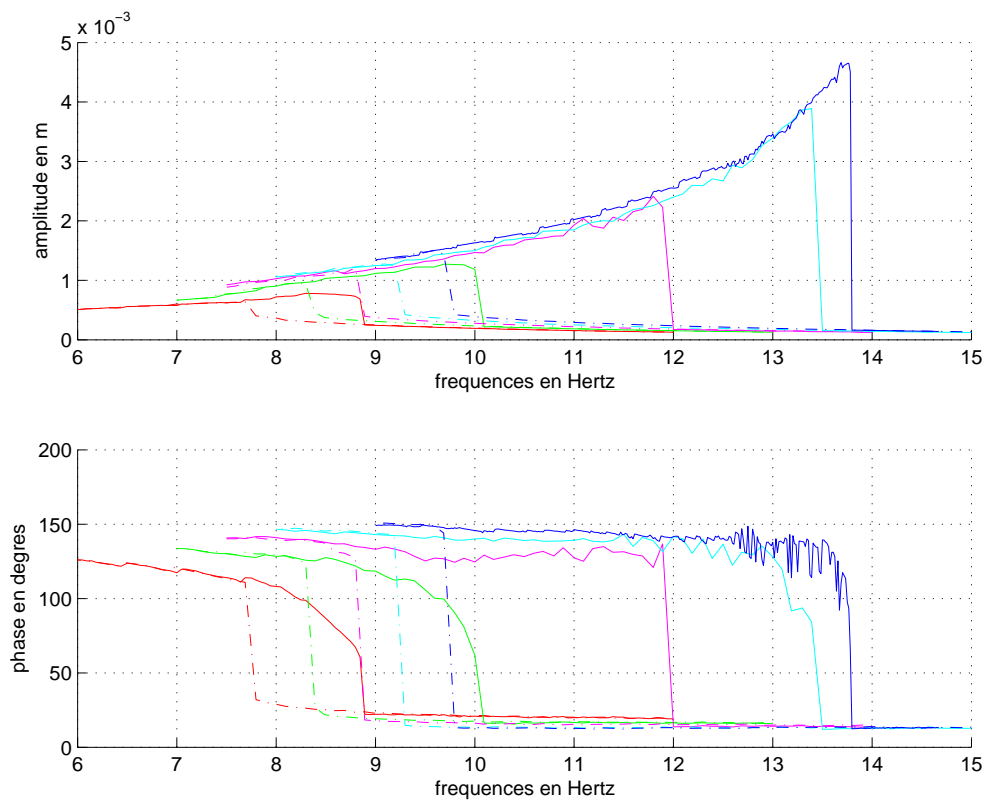 x 10⁻³
5
4
3
2
1
0
amplitude en m
6 7 8 9 10 11 12 13 14 15
frequences en Hertz
200
150
100
50
0
phase en degres
6 7 8 9 10 11 12 13 14 15
frequences en Hertz